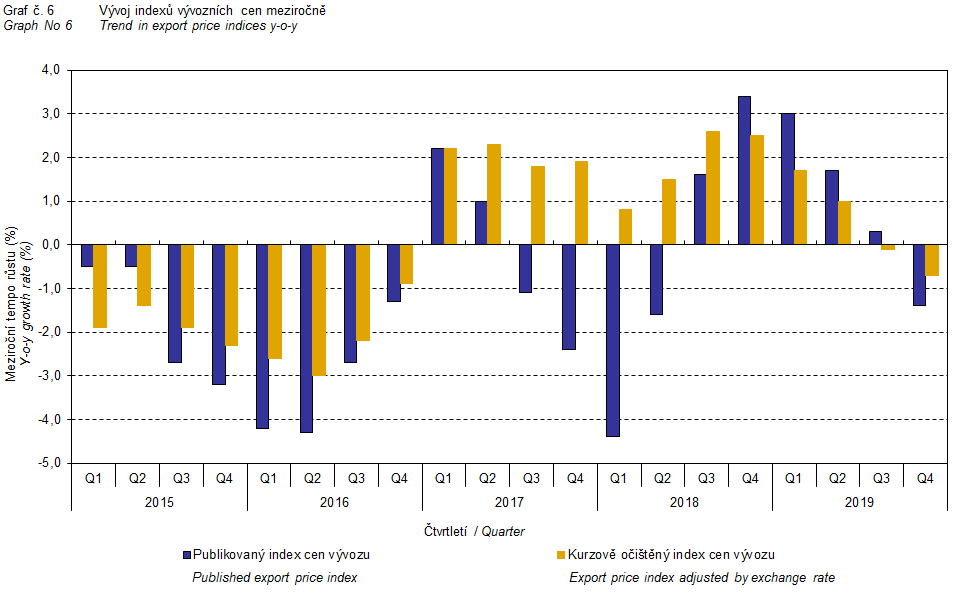 Graf č. 6 Vývoj indexů vývozních cen meziročně
Graph No 6 Trend in export price indices y-o-y
4,0
3,0
2,0
1,0
0,0
-1,0
-2,0
-3,0
-4,0
-5,0
Meziroční tempo růstu (%)
Y-o-y growth rate (%)
Q1 Q2 Q3 Q4 Q1 Q2 Q3 Q4 Q1 Q2 Q3 Q4 Q1 Q2 Q3 Q4 Q1 Q2 Q3 Q4
2015 2016 2017 2018 2019
Čtvrtletí / Quarter
Publikovaný index cen vývozu Kurzově očištěný index cen vývozu
Published export price index Export price index adjusted by exchange rate